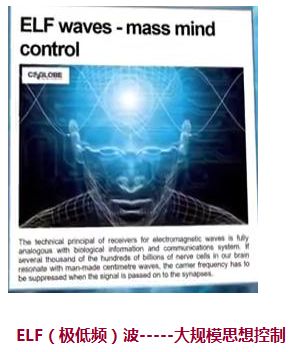 ELF waves - mass mind
control
The technical principal of receivers for electromagnetic waves is fully
analogous with biological information and communications system. If
several thousand of the hundreds of billions of nerve cells in our brain
resonate with man-made centimetre waves, the carrier frequency has to
be suppressed when the signal is passed on to the synapses.
ELF（极低频）波-----大规模思想控制